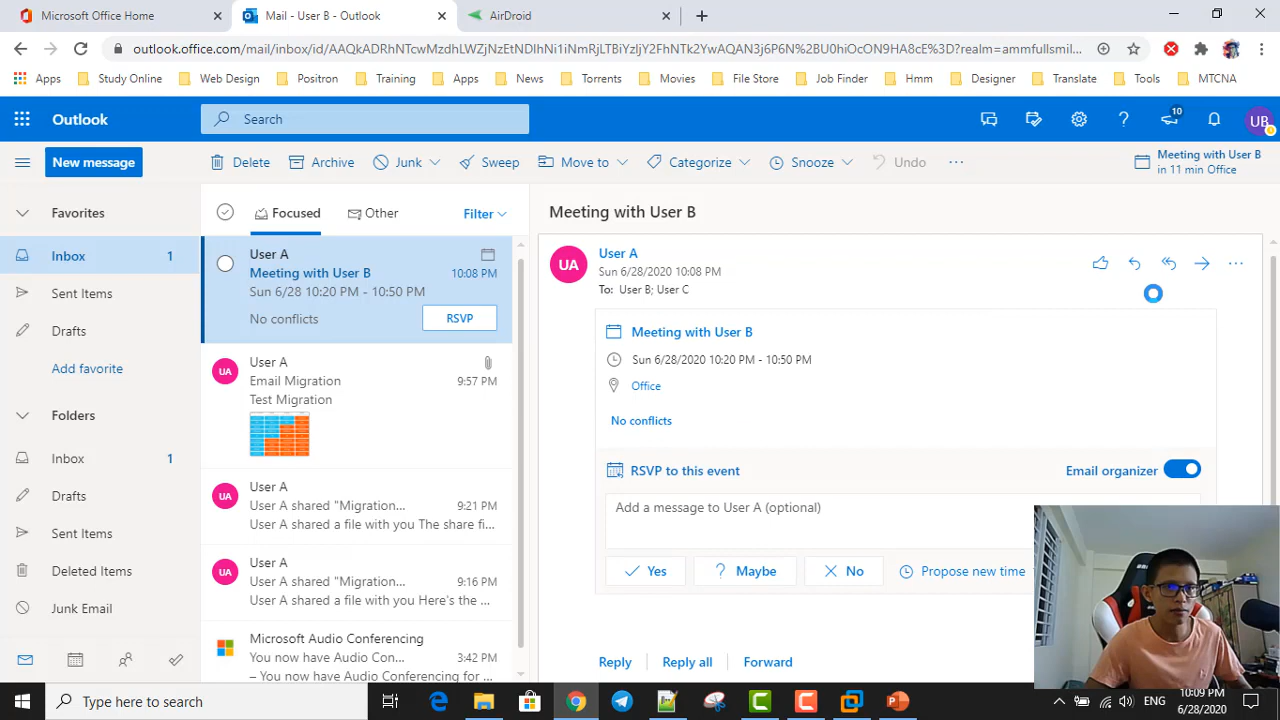 Microsoft Office Home
Mail - User B - Outlook
AirDroid
outlook.office.com/mail/inbox/id/AAQkADRhNTcwMzdhLWZjNzEtNDlhNi1iNmRjLTBiYzljY2FhNTk2YwAQAN3j6P6N%2BU0hiOcON9HA8cE%3D?realm=ammfullsmil...
Apps
Study Online
Web Design
Positron
Training
Apps
News
Torrents
Movies
File Store
Job Finder
Hmm
Designer
Translate
Tools
MTCNA
Outlook
Search
10
UB
New message
Delete
Archive
Junk
Sweep
Move to
Categorize
Snooze
Undo
Meeting with User B
in 11 min Office
Favorites
Inbox 1
Sent Items
Drafts
Add favorite
Folders
Inbox 1
Drafts
Sent Items
Deleted Items
Junk Email
Focused
Other
Filter
User A
Meeting with User B 10:08 PM
Sun 6/28 10:20 PM - 10:50 PM
No conflicts
RSVP
UA
User A
Email Migration 9:57 PM
Test Migration
UA
User A
User A shared "Migration... 9:21 PM
User A shared a file with you The share fi...
UA
User A
User A shared "Migration... 9:16 PM
User A shared a file with you Here's the ...
Microsoft Audio Conferencing
You now have Audio Con... 3:42 PM
– You now have Audio Conferencing for ...
Meeting with User B
UA
User A
Sun 6/28/2020 10:08 PM
To: User B; User C
Meeting with User B
Sun 6/28/2020 10:20 PM - 10:50 PM
Office
No conflicts
RSVP to this event
Email organizer
Add a message to User A (optional)
Yes
Maybe
No
Propose new time
Reply
Reply all
Forward
Type here to search
ENG
10:09 PM
6/28/2020